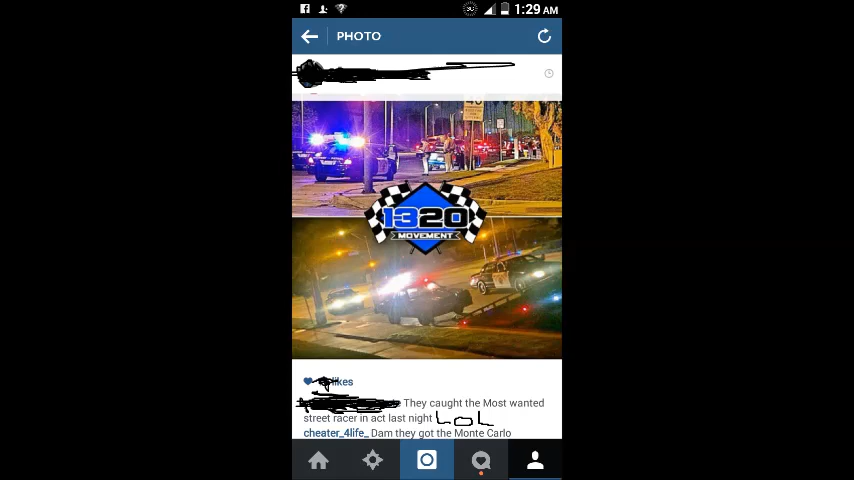 1:29 AM
PHOTO
1320
MOVEMENT
likes
They caught the Most wanted
street racer in act last night LOL
cheater_4life_ Dam they got the Monte Carlo